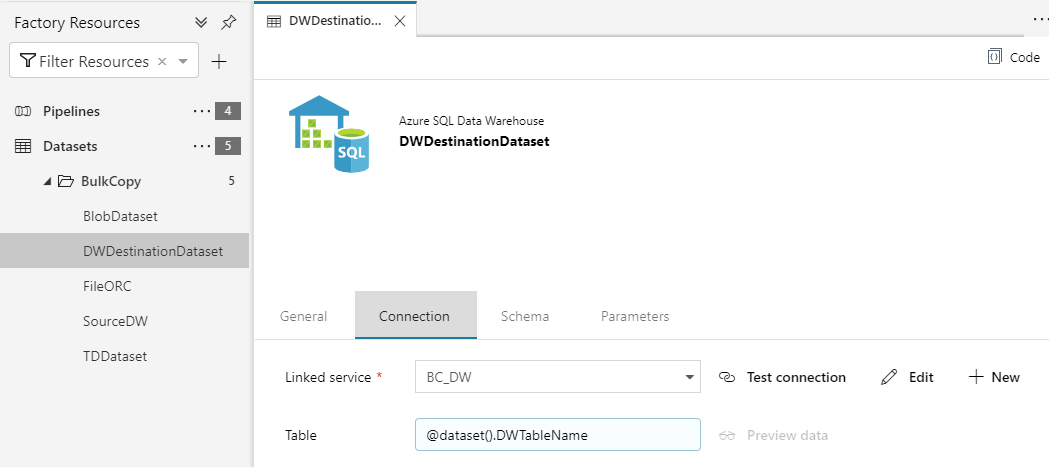 Factory Resources
Filter Resources
Pipelines 4
Datasets 5
BulkCopy 5
BlobDataset
DWDestinationDataset
FileORC
SourceDW
TDDataset
DWDestinatio...
Code
Azure SQL Data Warehouse
SQL
DWDestinationDataset
General Connection Schema Parameters
Linked service * BC_DW Test connection Edit New
Table @dataset().DWTableName Preview data